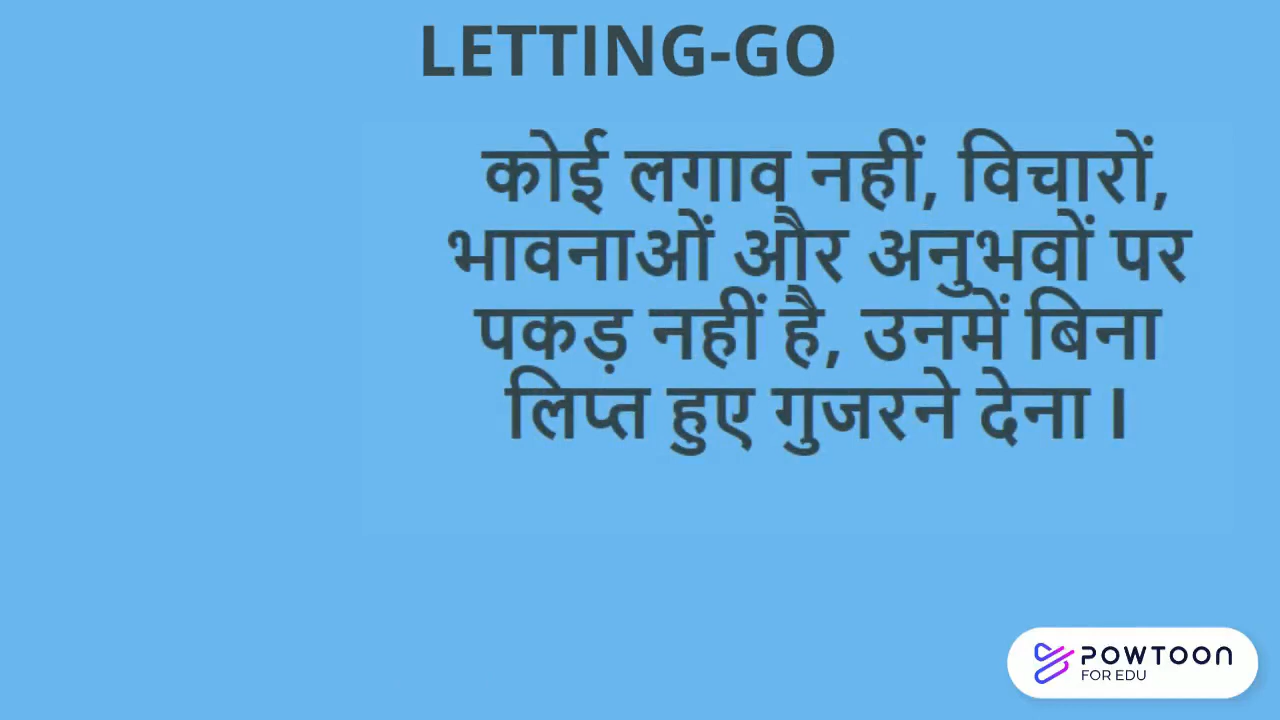 LETTING-GO
कोई लगाव नहीं, विचारों,
भावनाओं और अनुभवों पर
पकड़ नहीं है, उनमें बिना
लिप्त हुए गुजरने देना ।
POWTOON
FOR EDU